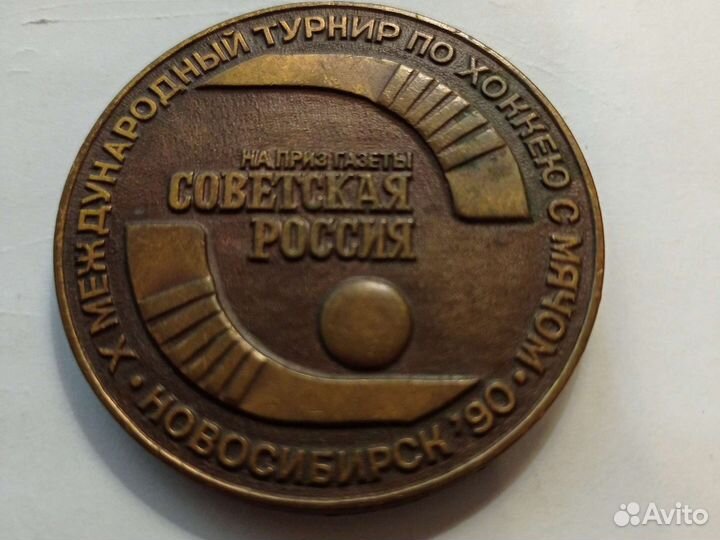 X МЕЖДУНАРОДНЫЙ ТУРНИР ПО ХОККЕЮ С МЯЧОМ
НА ПРИЗ ГАЗЕТЫ
СОВЕТСКАЯ
РОССИЯ
• НОВОСИБИРСК '90 •
Avito